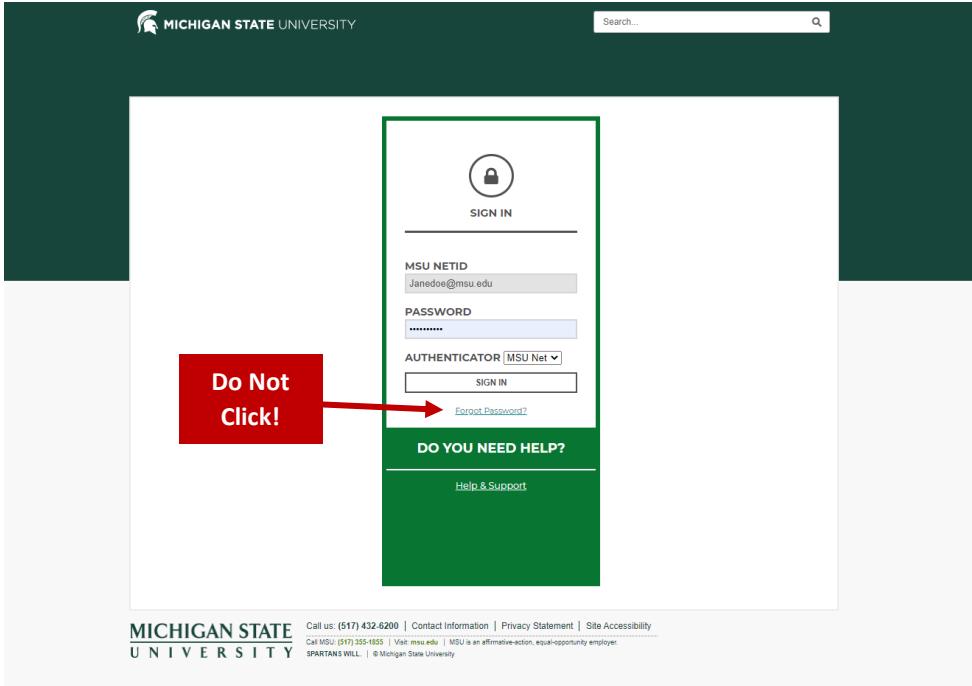 MICHIGAN STATE UNIVERSITY
Search...
SIGN IN
MSU NETID
Janedoe@msu.edu
PASSWORD
••••••••••
AUTHENTICATOR MSU Net
SIGN IN
Do Not
Click!
Forgot Password?
DO YOU NEED HELP?
Help & Support
MICHIGAN STATE
UNIVERSITY
Call us: (517) 432-6200 | Contact Information | Privacy Statement | Site Accessibility
Call MSU: (517) 355-1855 | Visit: msu.edu | MSU is an affirmative-action, equal-opportunity employer.
SPARTANS WILL. | © Michigan State University